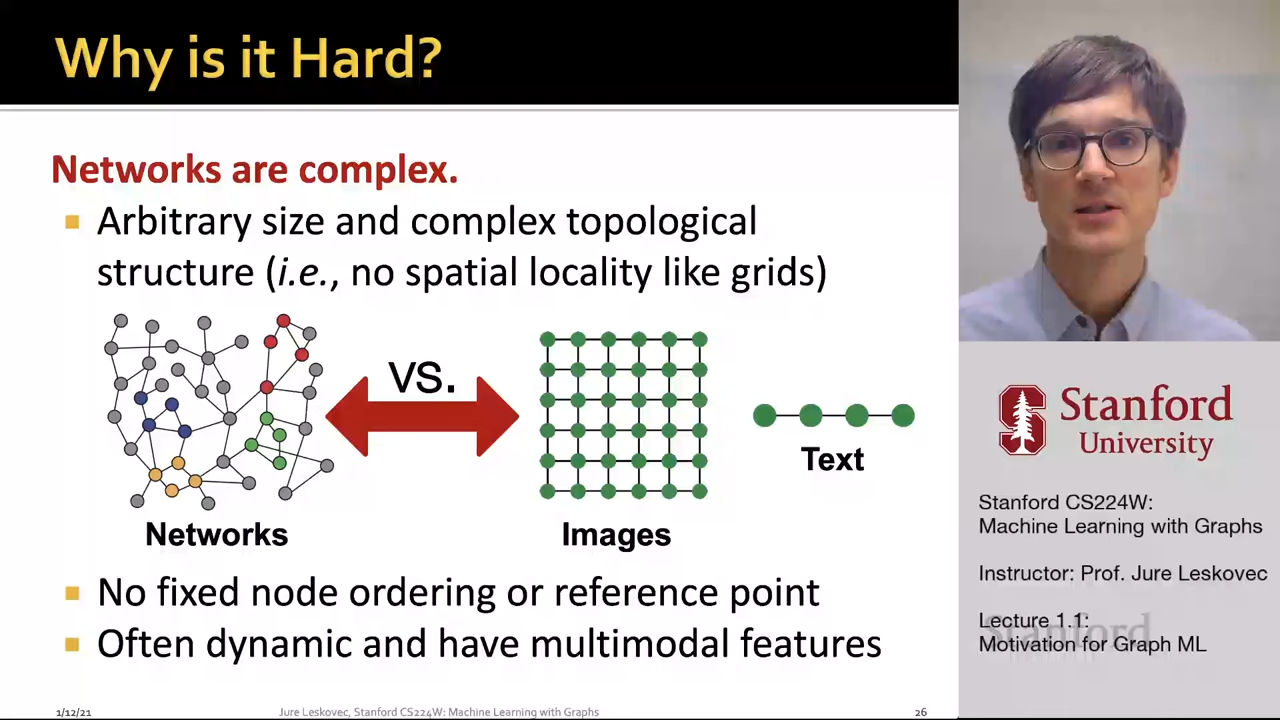 Why is it Hard?
Networks are complex.
Arbitrary size and complex topological
structure (i.e., no spatial locality like grids)
vs.
Text
Networks
Images
No fixed node ordering or reference point
Often dynamic and have multimodal features
1/12/21
Jure Leskovec, Stanford CS224W: Machine Learning with Graphs
26
Stanford
University
Stanford CS224W:
Machine Learning with Graphs
Instructor: Prof. Jure Leskovec
Lecture 1.1:
Motivation for Graph ML
Stanford